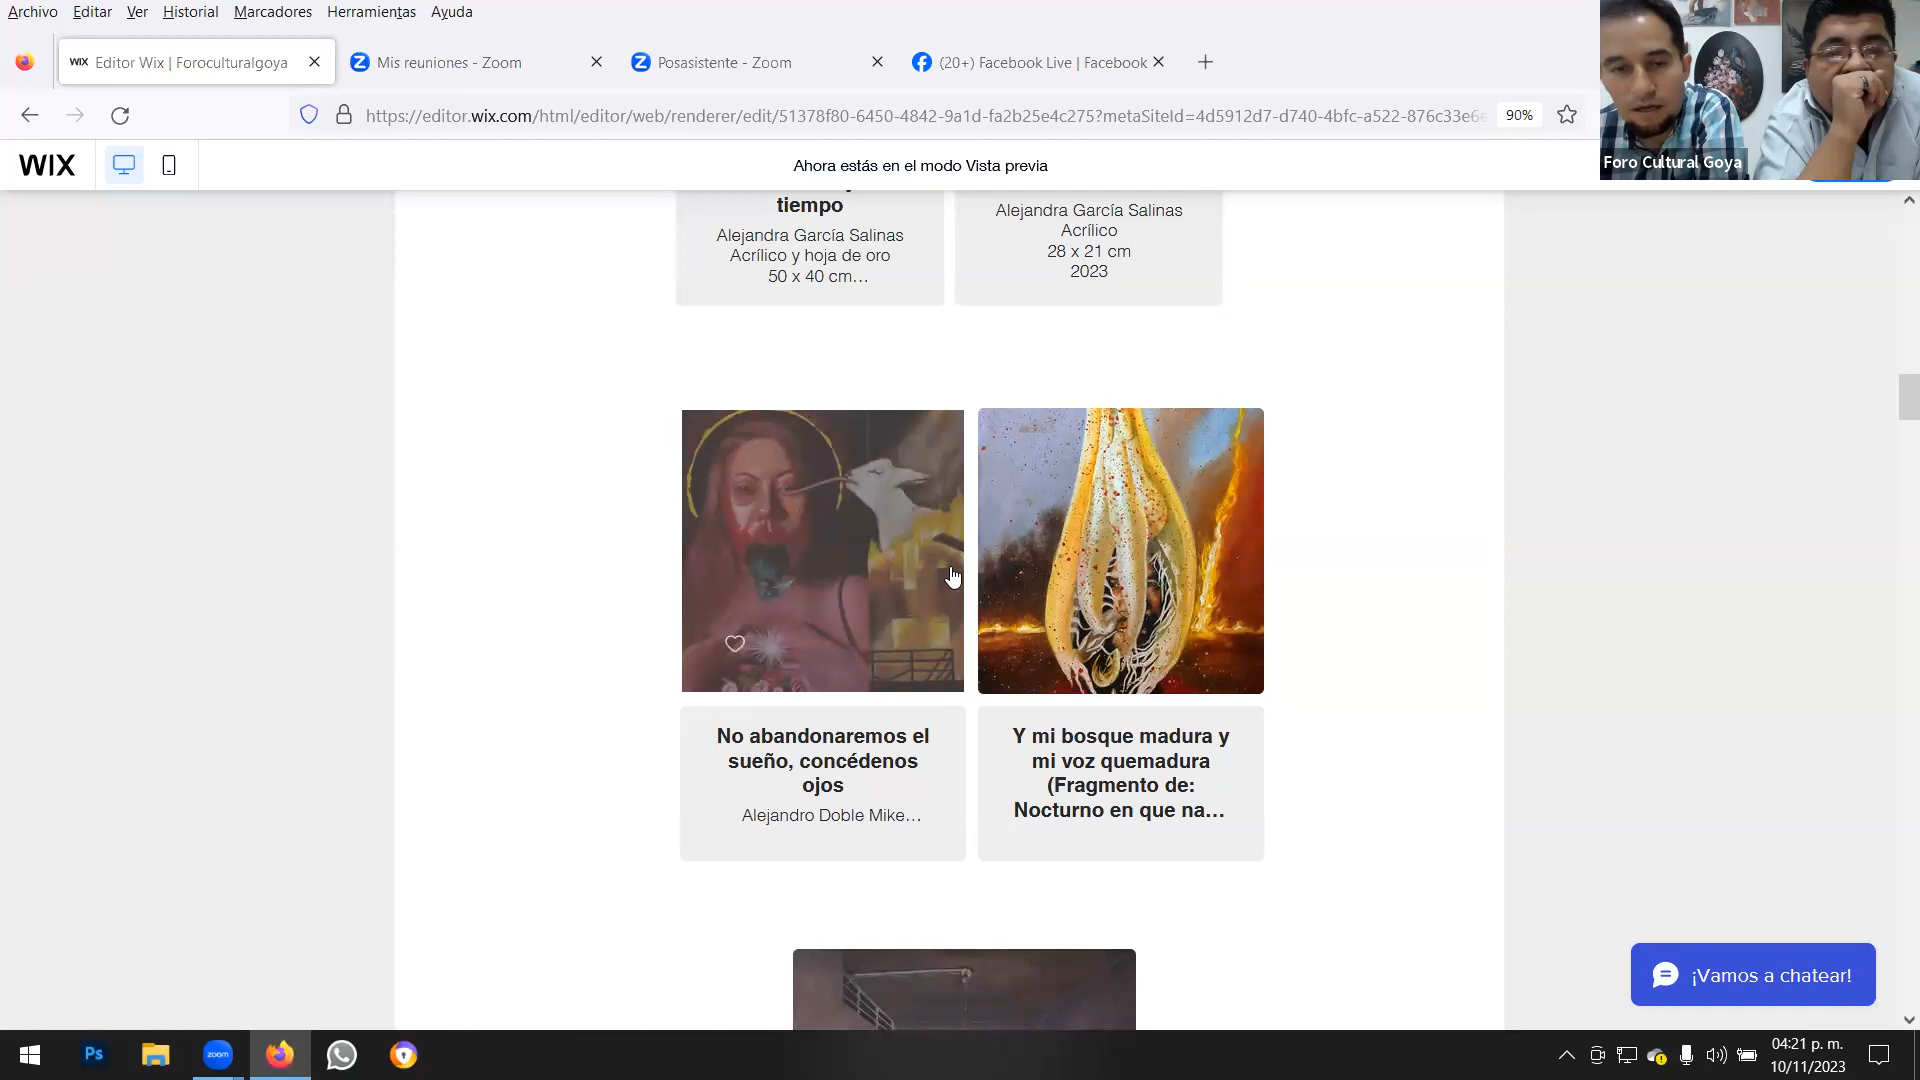 Archivo Editar Ver Historial Marcadores Herramientas Ayuda
WIX Editor Wix | Foroculturalgoya
Mis reuniones - Zoom
Posasistente - Zoom
(20+) Facebook Live | Facebook
https://editor.wix.com/html/editor/web/renderer/edit/51378f80-6450-4842-9a1d-fa2b25e4c275?metaSiteId=4d5912d7-d740-4bfc-a522-876c33e6
90%
Foro Cultural Goya
WIX
Ahora estás en el modo Vista previa
tiempo
Alejandra García Salinas
Acrílico y hoja de oro
50 x 40 cm…
Alejandra García Salinas
Acrílico
28 x 21 cm
2023
No abandonaremos el
sueño, concédenos
ojos
Alejandro Doble Mike…
Y mi bosque madura y
mi voz quemadura
(Fragmento de:
Nocturno en que na…
¡Vamos a chatear!
Ps
zoom
04:21 p. m.
10/11/2023